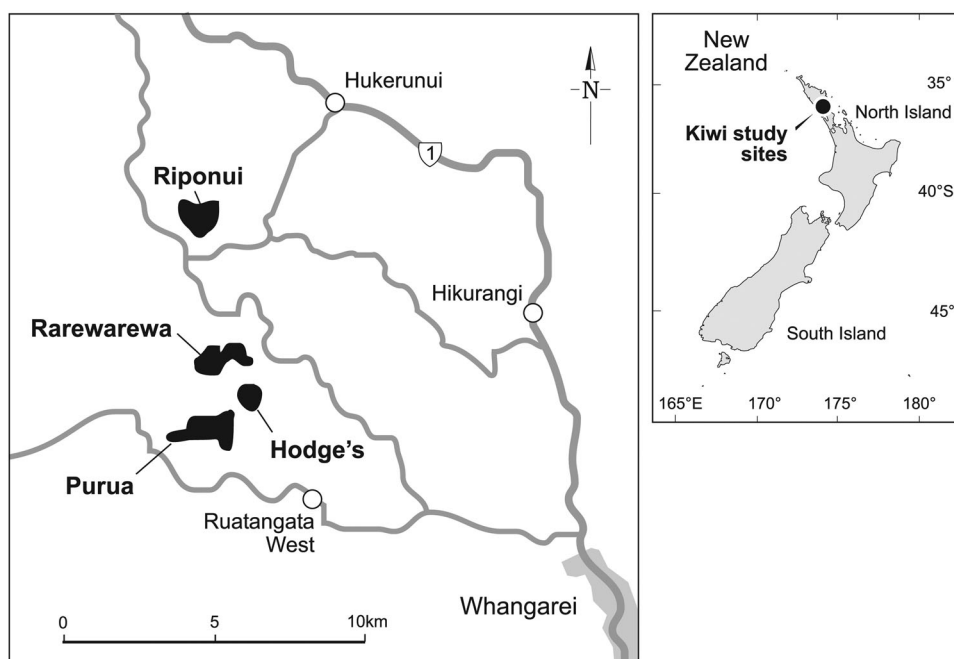 Hukerunui
N
1
Riponui
Hikurangi
Rarewarewa
Hodge's
Purua
Ruatangata
West
Whangarei
0
5
10km
New
Zealand
35°
North Island
Kiwi study
sites
40°S
45°
South Island
165°E
170°
175°
180°